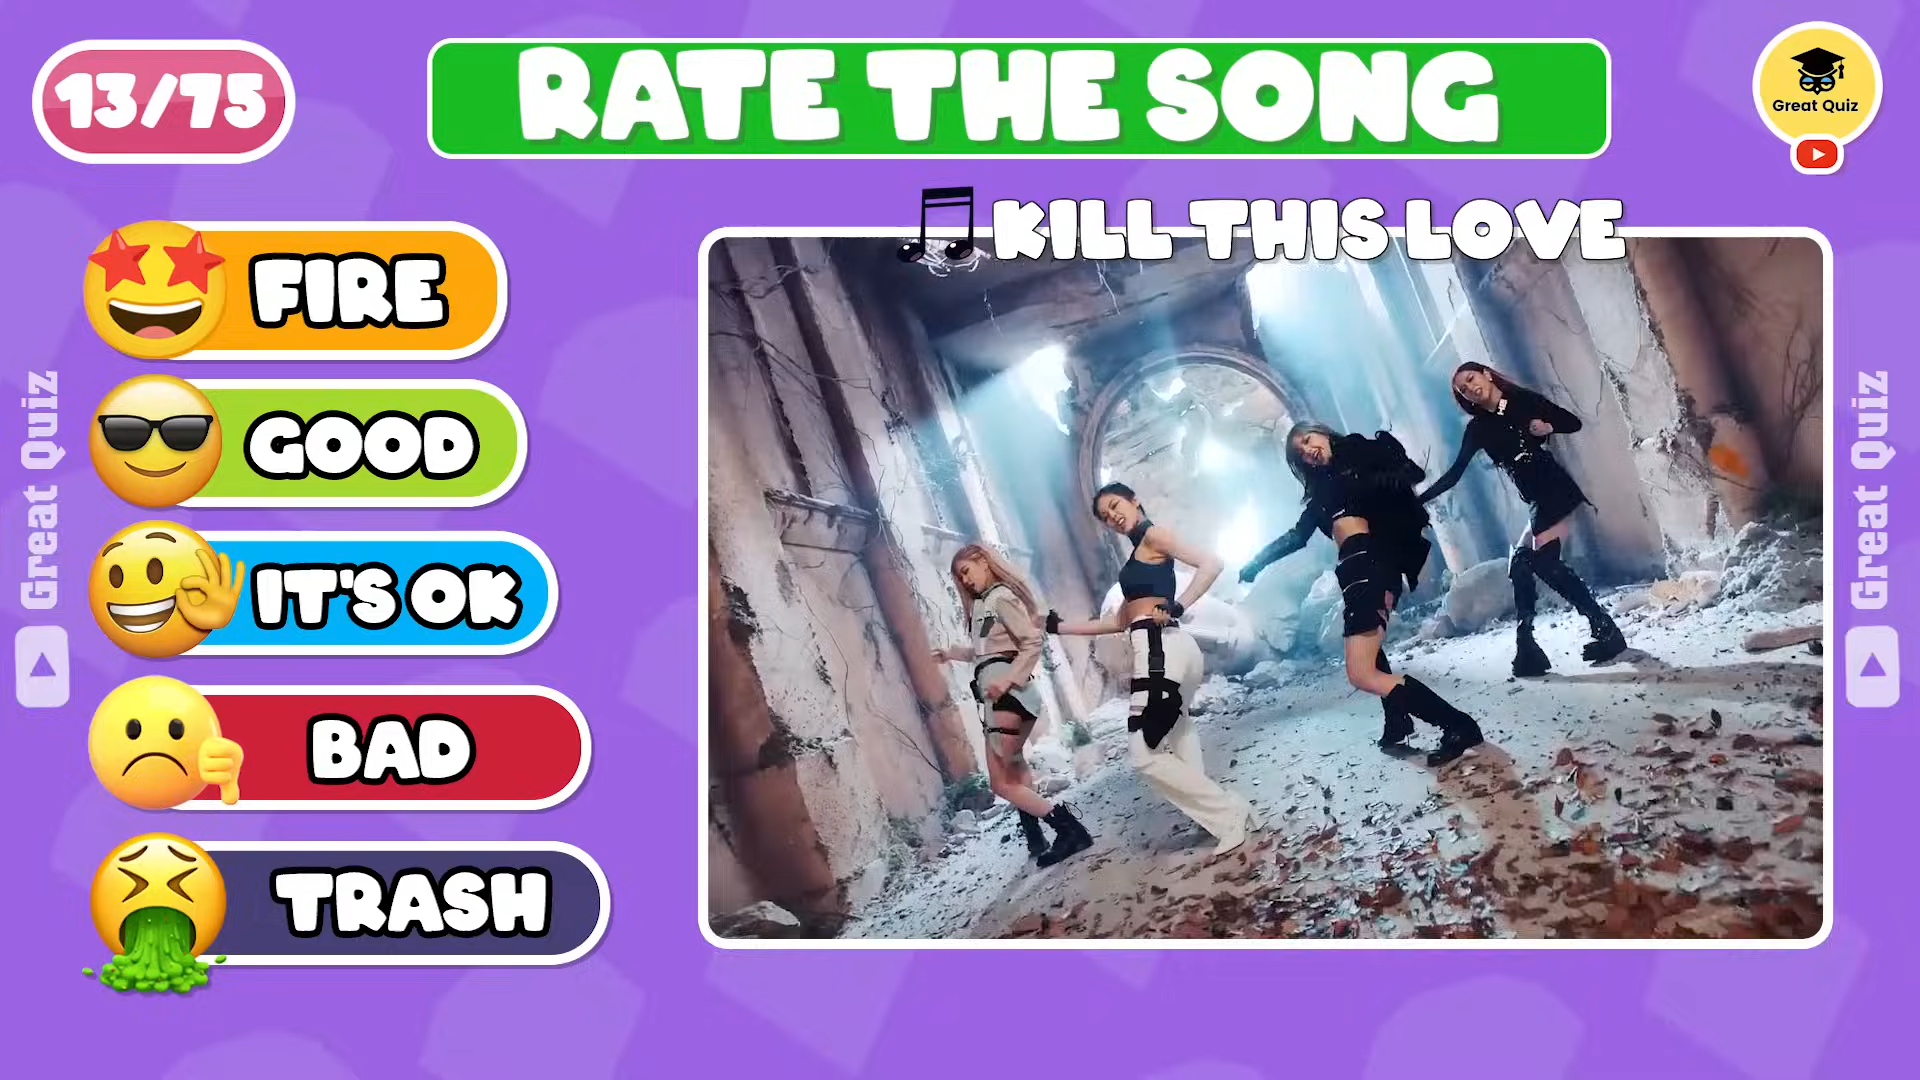 13/75
RATE THE SONG
Great Quiz
KILL THIS LOVE
FIRE
GOOD
IT'S OK
BAD
TRASH
Great Quiz
Great Quiz